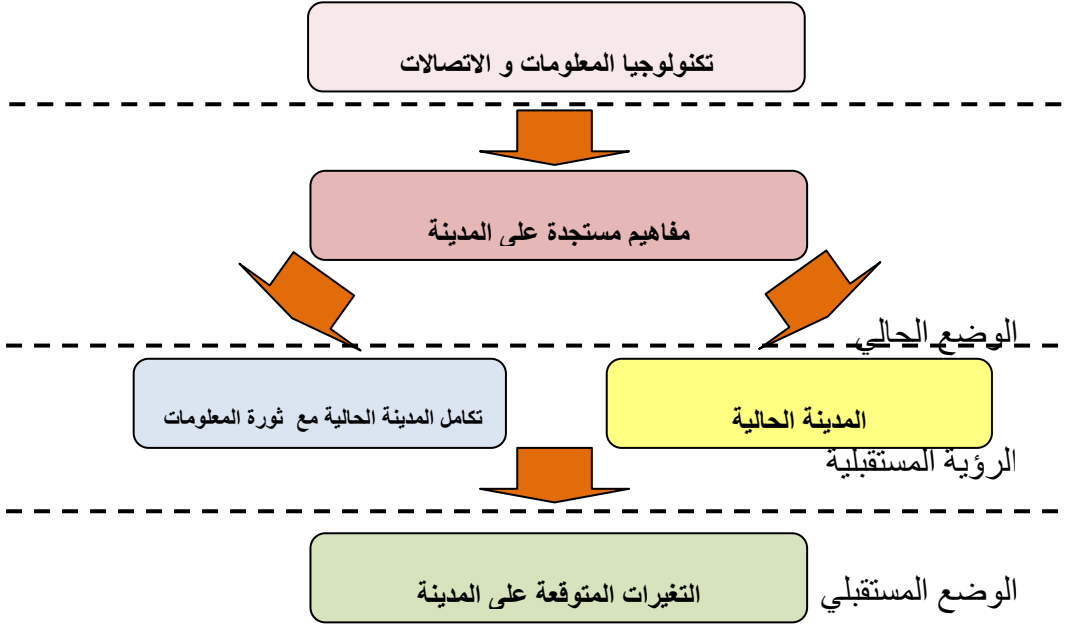 تكنولوجيا المعلومات و الاتصالات
مفاهيم مستجدة على المدينة
الوضع الحالي
المدينة الحالية
تكامل المدينة الحالية مع ثورة المعلومات
الرؤية المستقبلية
التغيرات المتوقعة على المدينة
الوضع المستقبلي